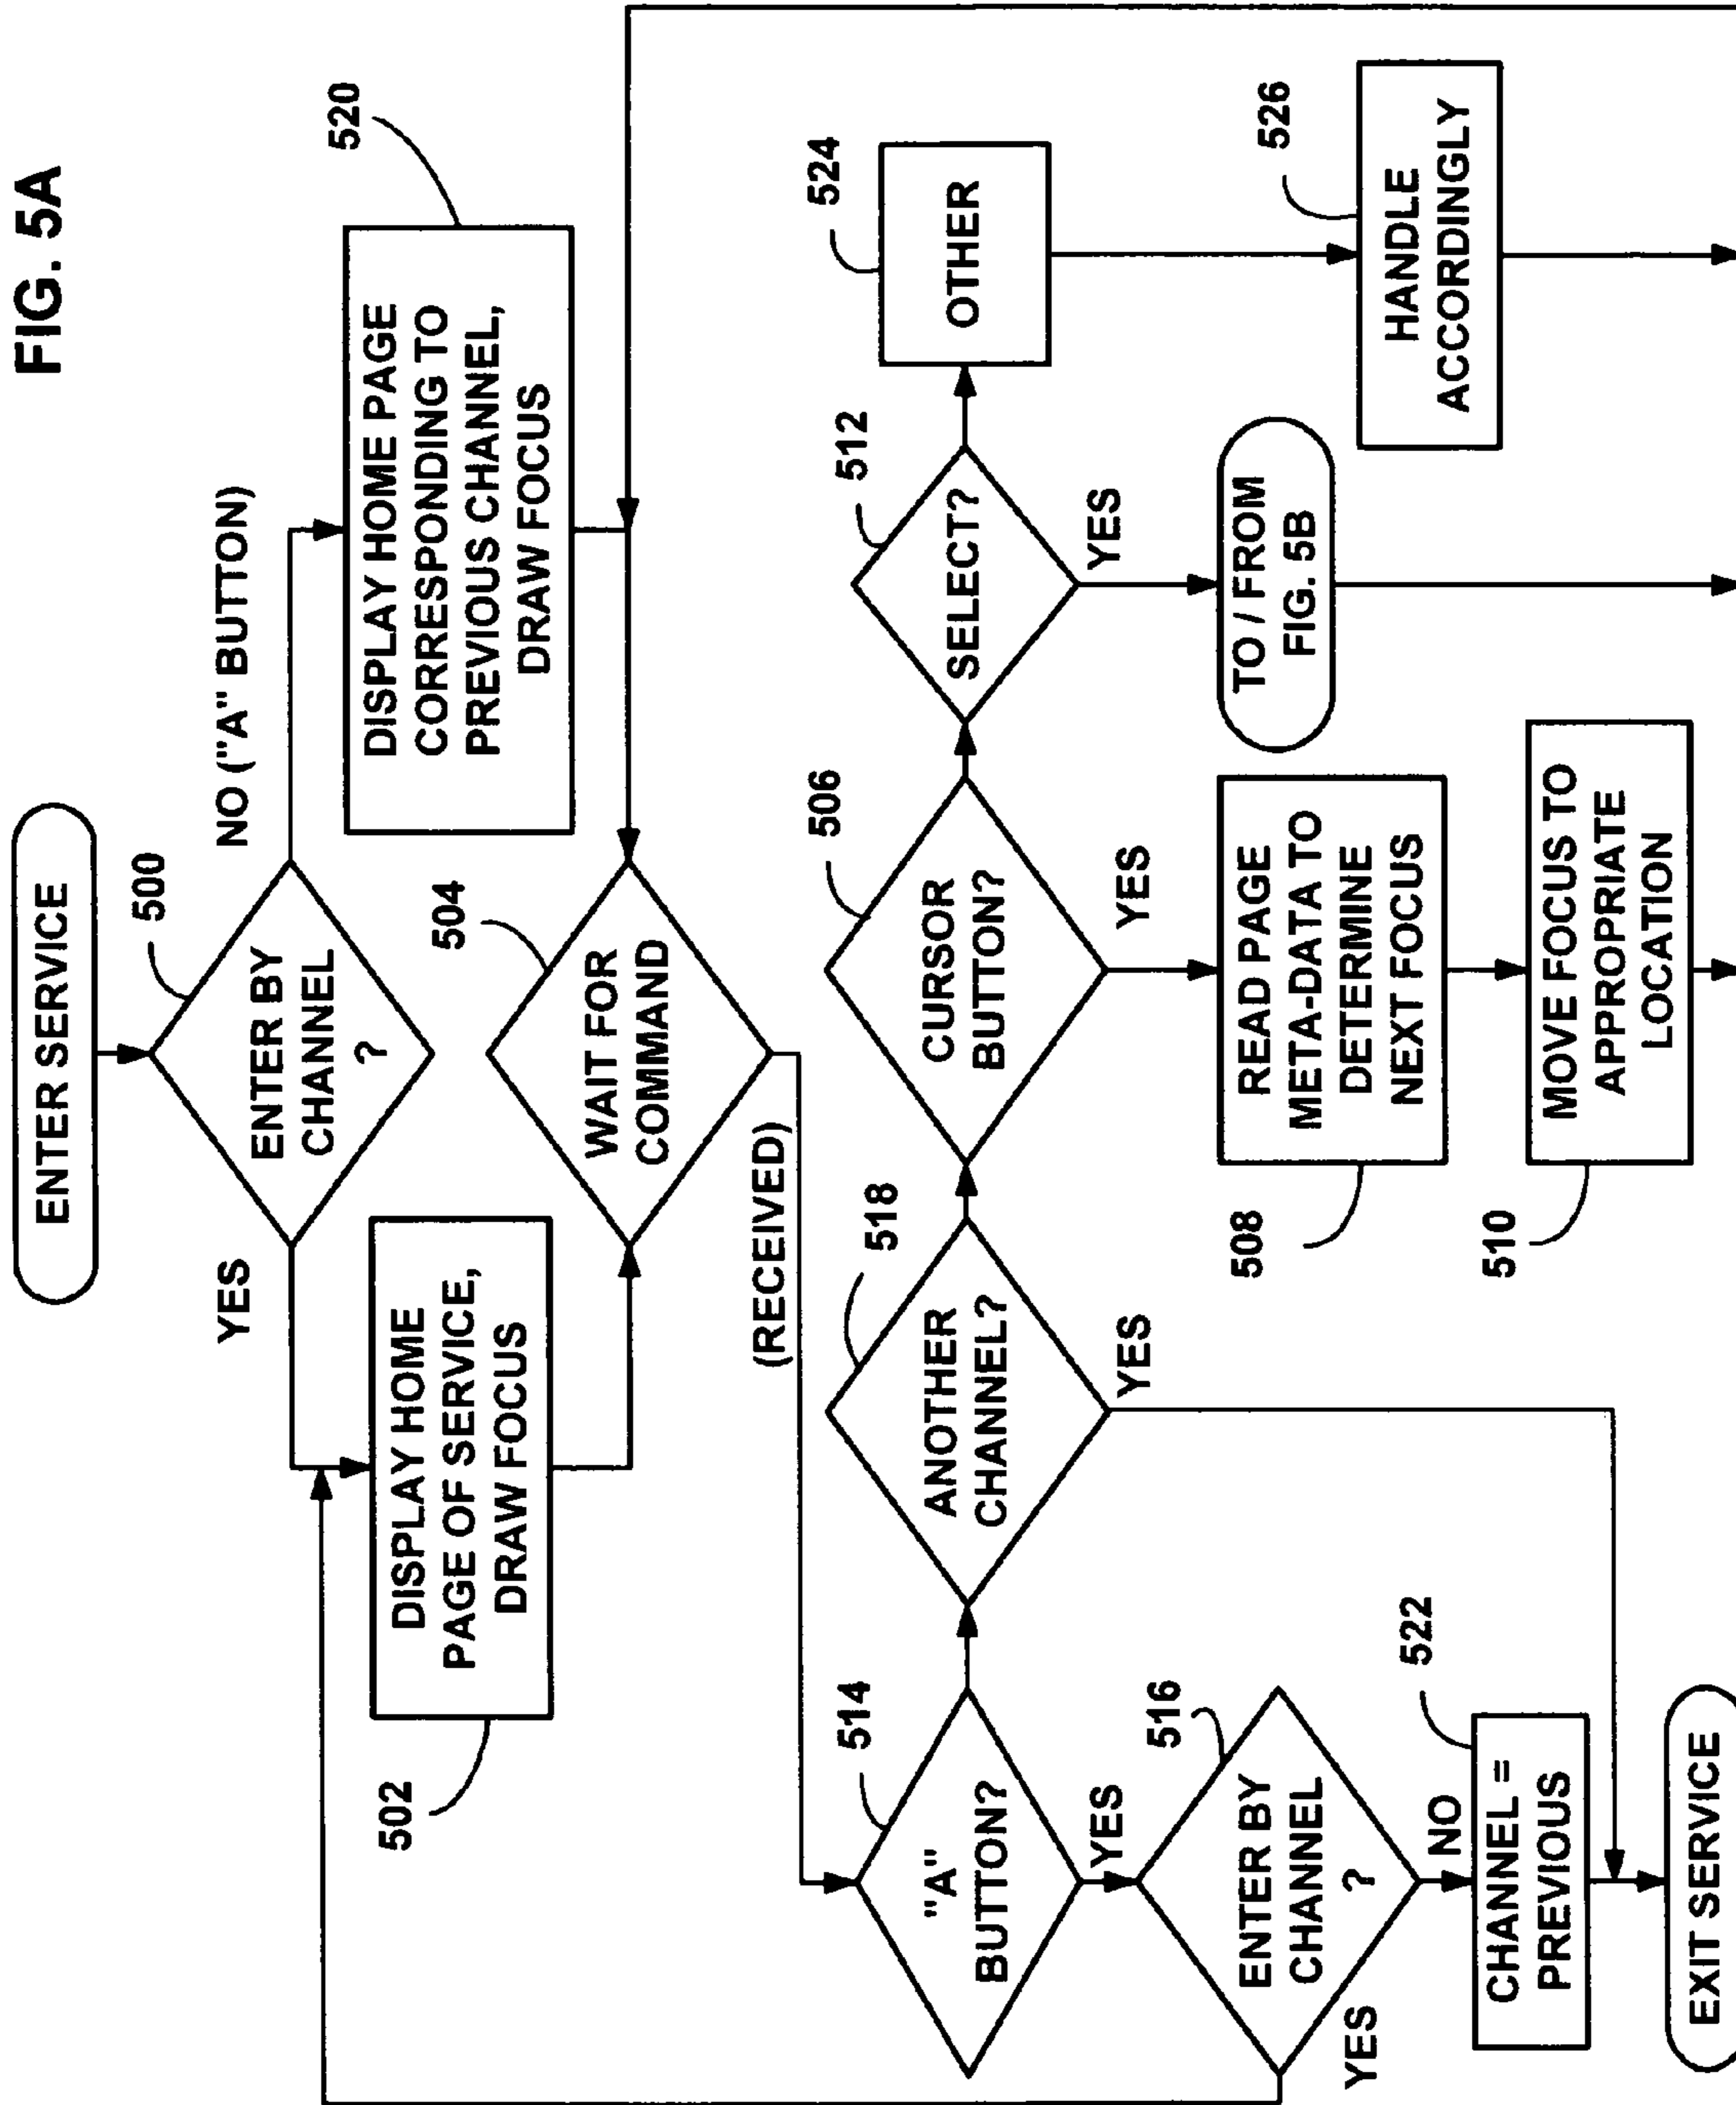 FIG. 5A
ENTER SERVICE
500
ENTER BY
CHANNEL
?
YES
NO ("A" BUTTON)
DISPLAY HOME
PAGE OF SERVICE,
DRAW FOCUS
502
DISPLAY HOME PAGE
CORRESPONDING TO
PREVIOUS CHANNEL,
DRAW FOCUS
520
504
WAIT FOR
COMMAND
(RECEIVED)
514
"A"
BUTTON?
YES
518
ANOTHER
CHANNEL?
YES
506
CURSOR
BUTTON?
YES
512
SELECT?
YES
524
OTHER
516
ENTER BY
CHANNEL
?
YES
NO
READ PAGE
META-DATA TO
DETERMINE
NEXT FOCUS
508
TO / FROM
FIG. 5B
526
HANDLE
ACCORDINGLY
522
CHANNEL =
PREVIOUS
MOVE FOCUS TO
APPROPRIATE
LOCATION
510
EXIT SERVICE